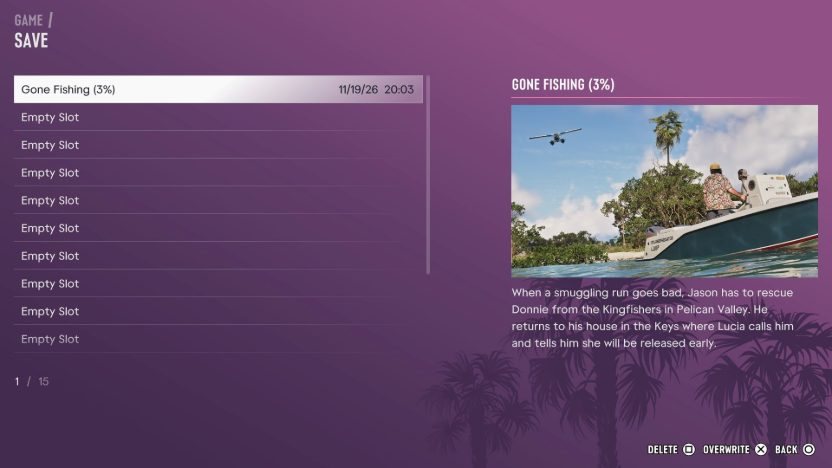 GAME /
SAVE
Gone Fishing (3%) 11/19/26 20:03
Empty Slot
Empty Slot
Empty Slot
Empty Slot
Empty Slot
Empty Slot
Empty Slot
Empty Slot
Empty Slot
1 / 15
GONE FISHING (3%)
When a smuggling run goes bad, Jason has to rescue
Donnie from the Kingfishers in Pelican Valley. He
returns to his house in the Keys where Lucia calls him
and tells him she will be released early.
DELETE OVERWRITE BACK